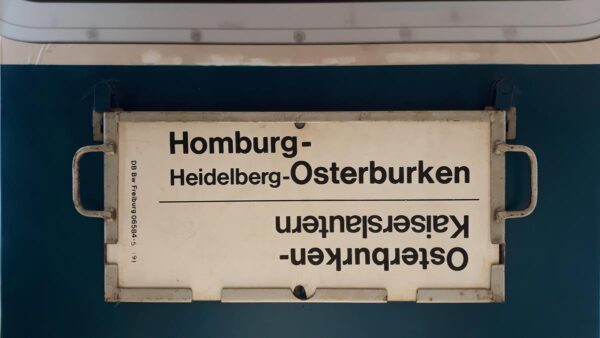 Homburg-
Heidelberg-Osterburken
Osterburken-
Kaiserslautern
DB Bw Freiburg 06584-5 (9)